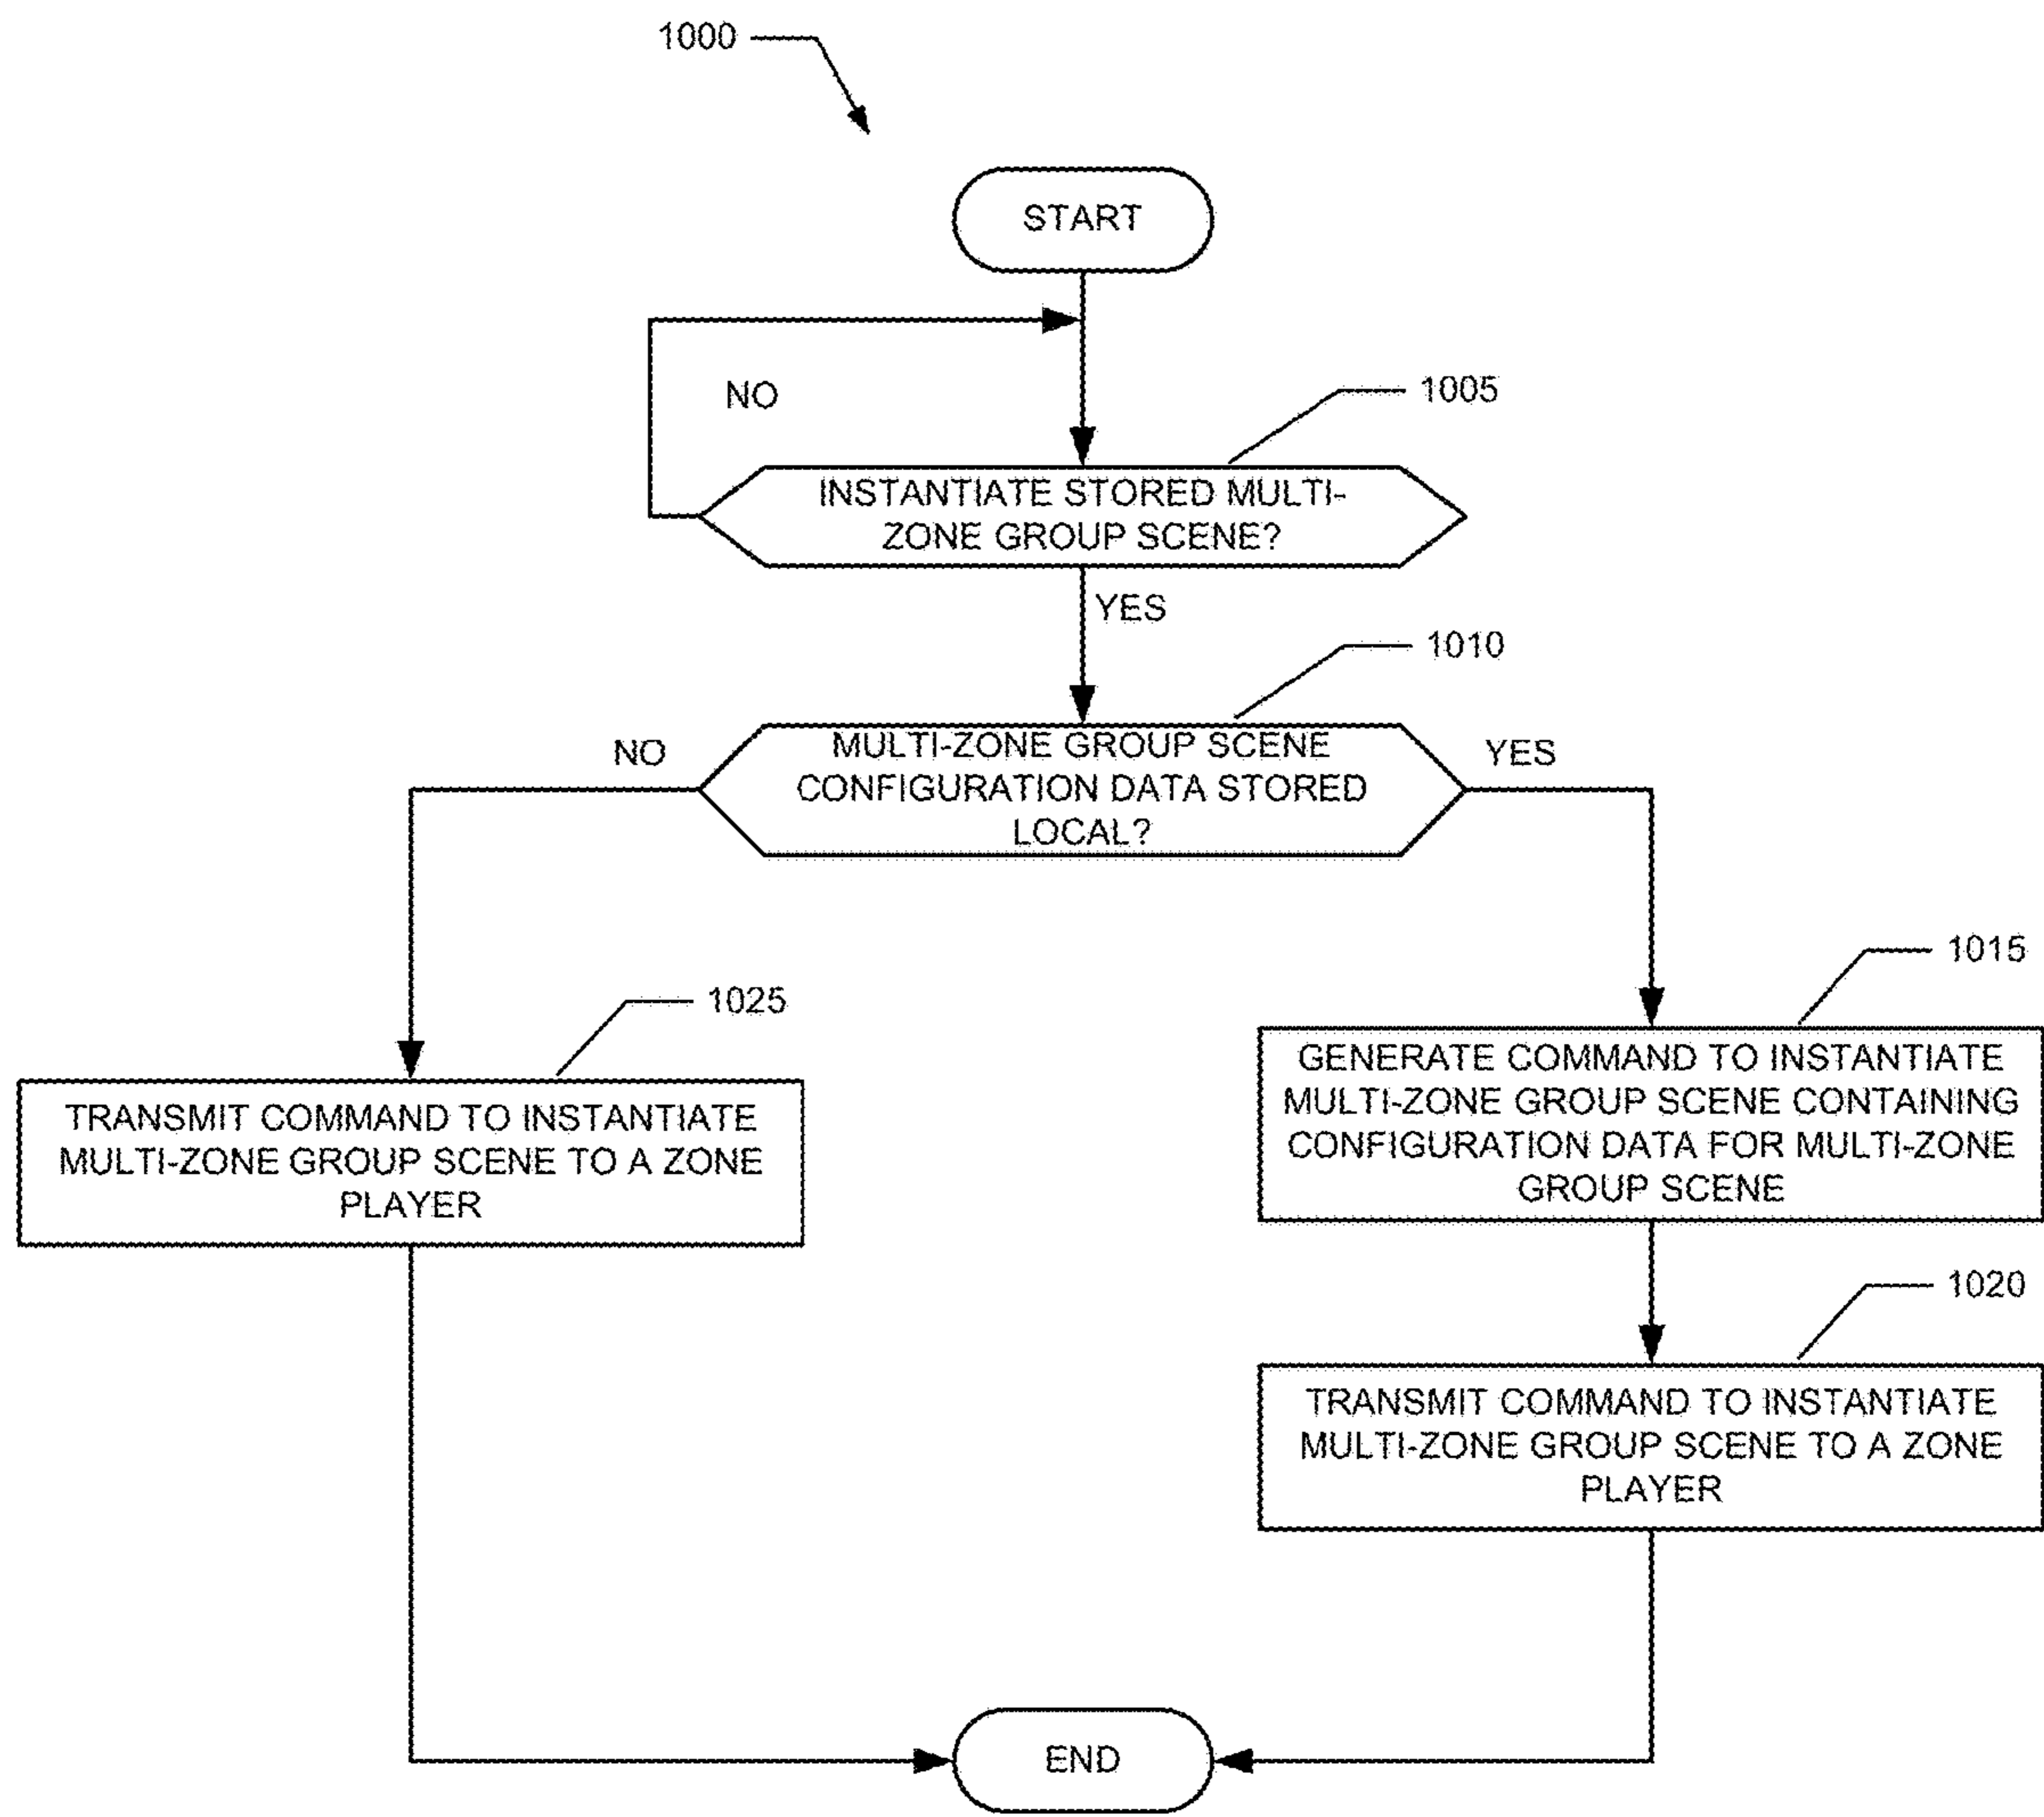 1000
START
NO
1005
INSTANTIATE STORED MULTI-
ZONE GROUP SCENE?
YES
1010
NO
MULTI-ZONE GROUP SCENE
CONFIGURATION DATA STORED
LOCAL?
YES
1015
1025
GENERATE COMMAND TO INSTANTIATE
MULTI-ZONE GROUP SCENE CONTAINING
CONFIGURATION DATA FOR MULTI-ZONE
GROUP SCENE
TRANSMIT COMMAND TO INSTANTIATE
MULTI-ZONE GROUP SCENE TO A ZONE
PLAYER
1020
TRANSMIT COMMAND TO INSTANTIATE
MULTI-ZONE GROUP SCENE TO A ZONE
PLAYER
END